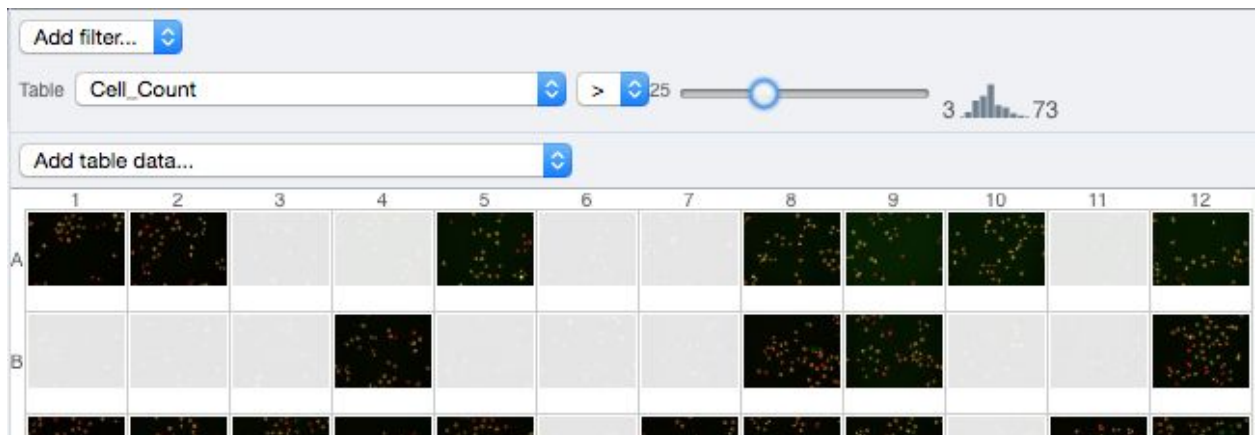 Add filter...
Table Cell_Count > 25 3 73
Add table data...
1 2 3 4 5 6 7 8 9 10 11 12
A
B